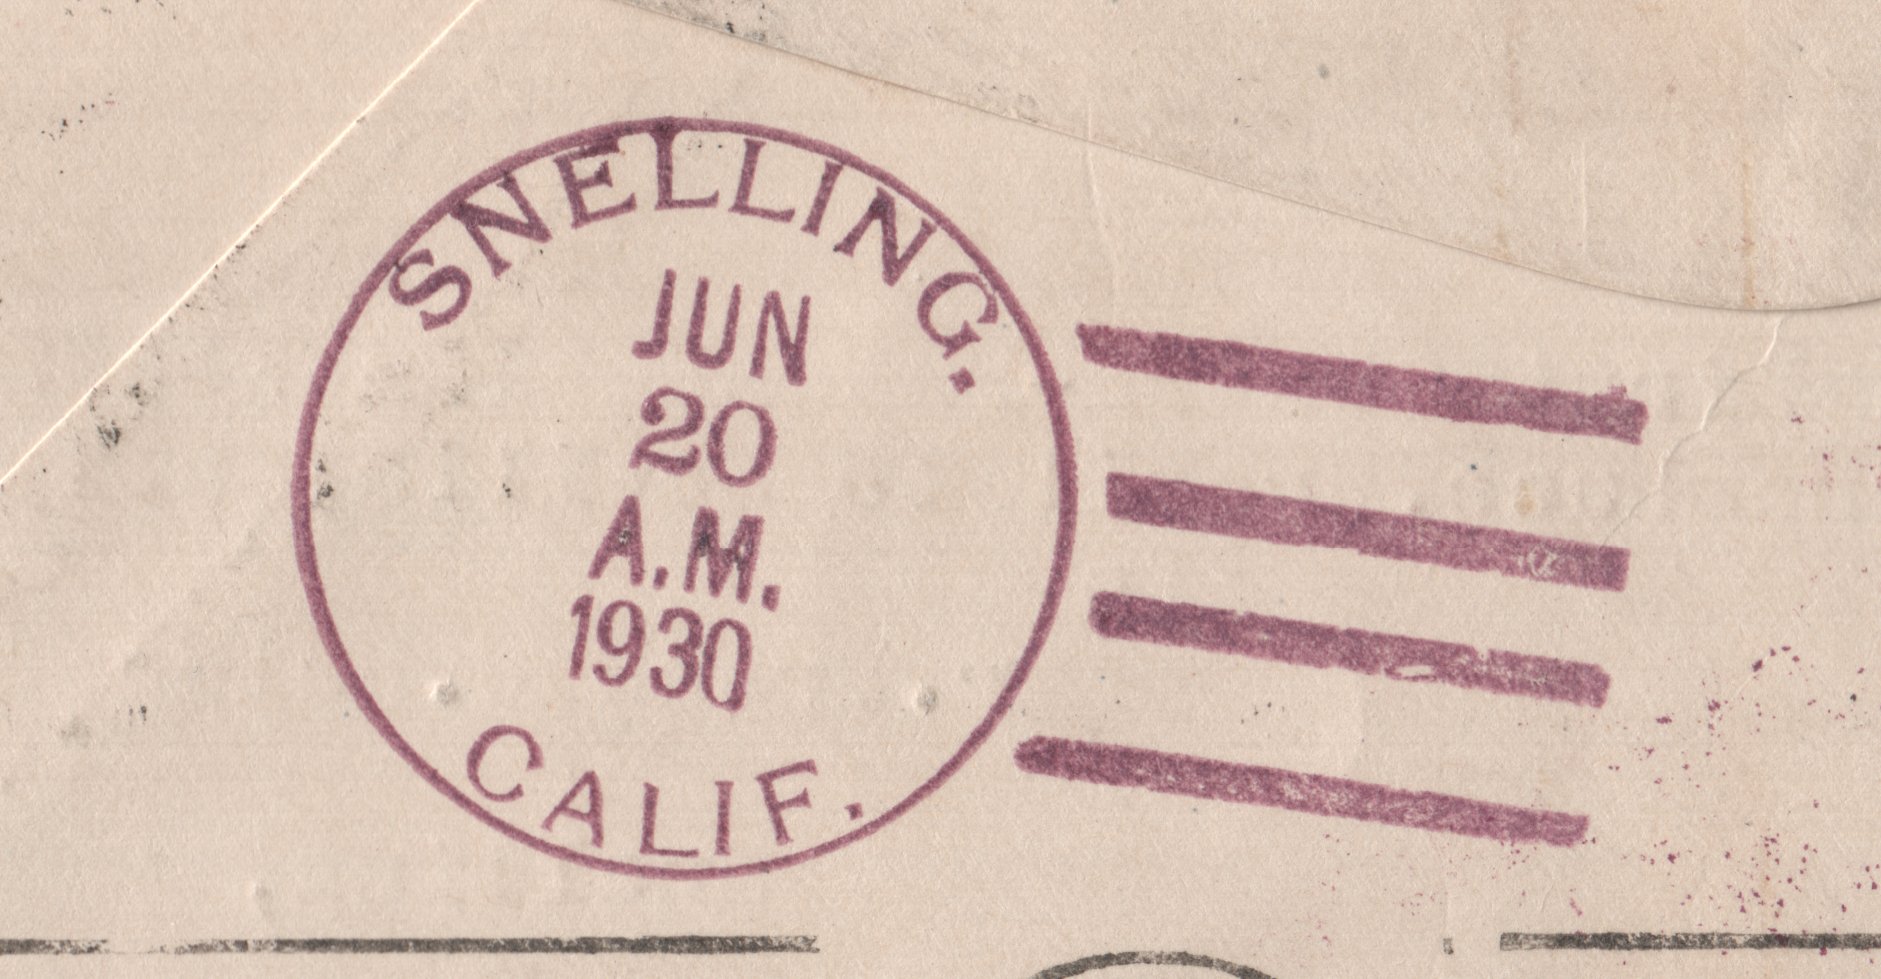 SNELLING.
JUN
20
A.M.
1930
CALIF.